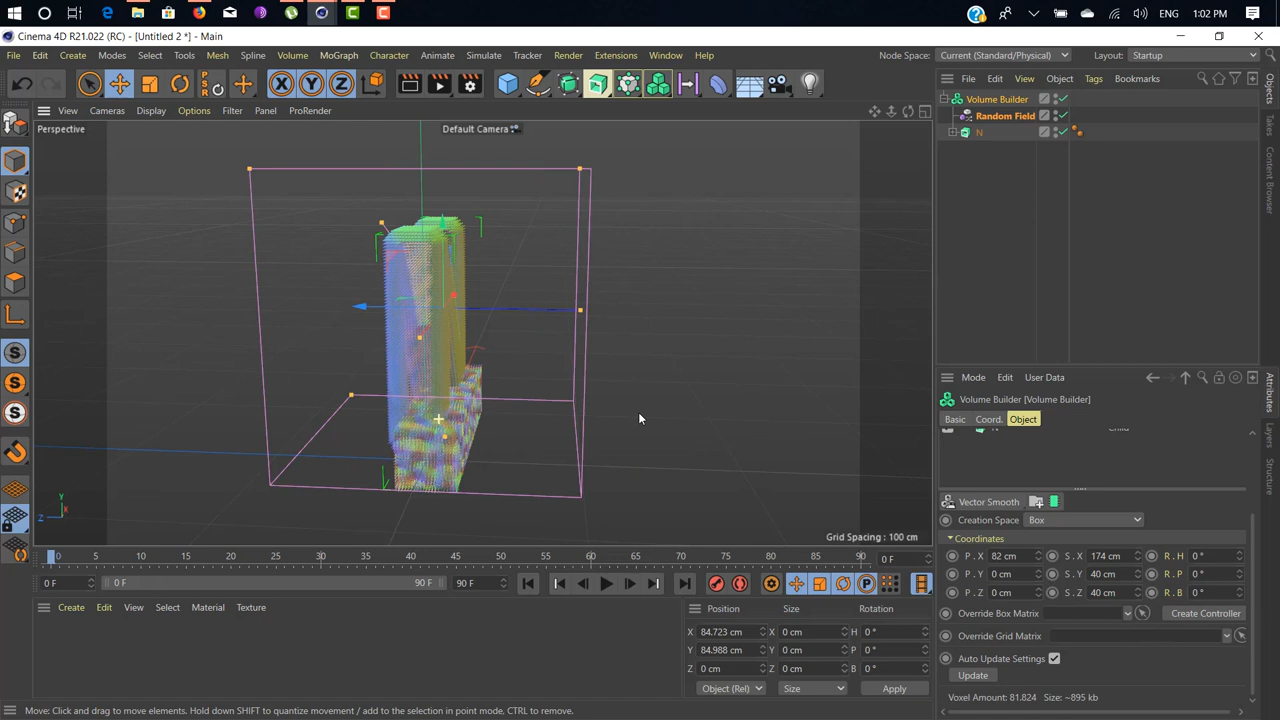 ENG 1:02 PM
Cinema 4D R21.022 (RC) - [Untitled 2 *] - Main
File Edit Create Modes Select Tools Mesh Spline Volume MoGraph Character Animate Simulate Tracker Render Extensions Window Help Node Space: Current (Standard/Physical) Layout: Startup
X Y Z
File Edit View Object Tags Bookmarks
View Cameras Display Options Filter Panel ProRender
Perspective Default Camera
Volume Builder
Random Field
N
Objects
Takes
Content Browser
Mode Edit User Data
Volume Builder [Volume Builder]
Basic Coord. Object
Attributes
Layers
Structure
Vector Smooth
Creation Space Box
Coordinates
P . X 82 cm S . X 174 cm R . H 0 °
P . Y 0 cm S . Y 40 cm R . P 0 °
P . Z 0 cm S . Z 40 cm R . B 0 °
Override Box Matrix Create Controller
Override Grid Matrix
Auto Update Settings
Update
Voxel Amount: 81.824 Size: ~895 kb
Y
X
Z
Grid Spacing : 100 cm
0 5 10 15 20 25 30 35 40 45 50 55 60 65 70 75 80 85 90 0 F
0 F 0 F 90 F 90 F
Create Edit View Select Material Texture
Position Size Rotation
X 84.723 cm X 0 cm H 0 °
Y 84.988 cm Y 0 cm P 0 °
Z 0 cm Z 0 cm B 0 °
Object (Rel) Size Apply
Move: Click and drag to move elements. Hold down SHIFT to quantize movement / add to the selection in point mode, CTRL to remove.